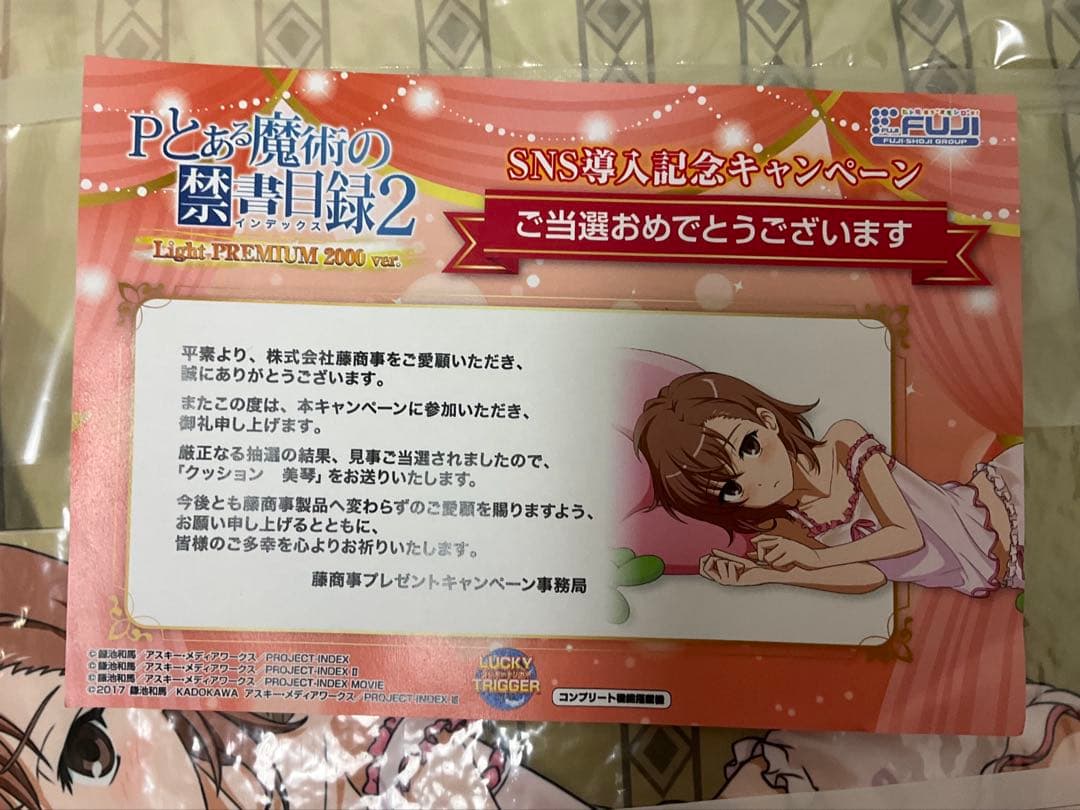 Pとある魔術の
禁書目録2
インデックス
Light-PREMIUM 2000 ver.
FUJI
FUJI
FUJI-SHOJI GROUP
SNS導入記念キャンペーン
ご当選おめでとうございます
平素より、株式会社藤商事をご愛顧いただき、
誠にありがとうございます。
またこの度は、本キャンペーンに参加いただき、
御礼申し上げます。
厳正なる抽選の結果、見事ご当選されましたので、
「クッション　美琴」をお送りいたします。
今後とも藤商事製品へ変わらずのご愛顧を賜りますよう、
お願い申し上げるとともに、
皆様のご多幸を心よりお祈りいたします。
藤商事プレゼントキャンペーン事務局
©鎌池和馬／アスキー・メディアワークス／PROJECT-INDEX
©鎌池和馬／アスキー・メディアワークス／PROJECT-INDEX Ⅱ
©鎌池和馬／アスキー・メディアワークス／PROJECT-INDEX MOVIE
©2017 鎌池和馬／KADOKAWA アスキー・メディアワークス／PROJECT-INDEX Ⅲ
LUCKY
TRIGGER
コンプリート機能搭載機